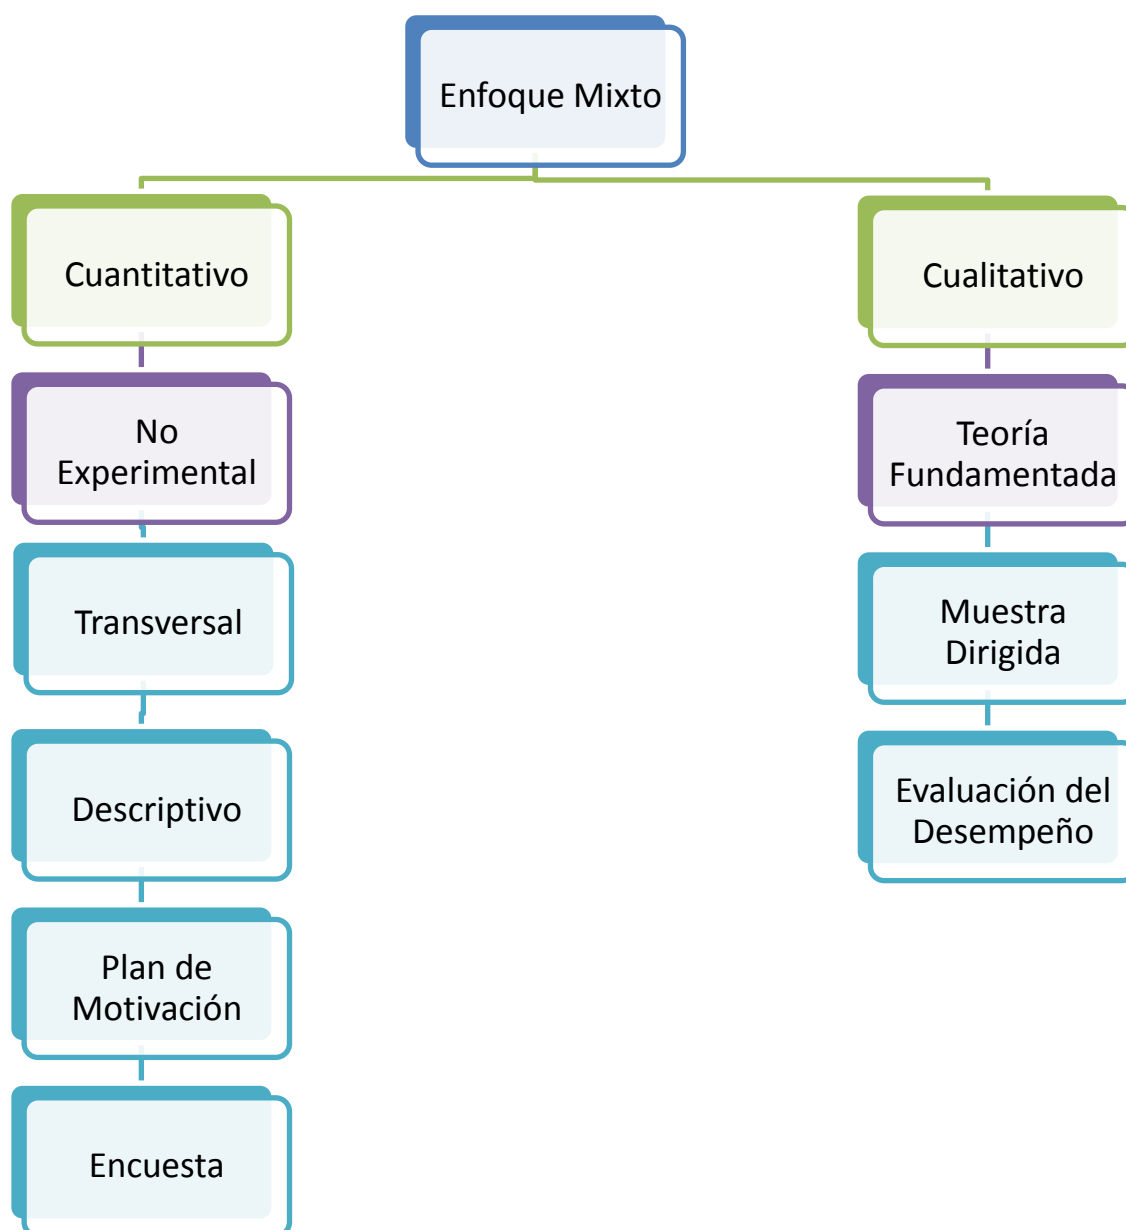 Enfoque Mixto
Cuantitativo
No
Experimental
Transversal
Descriptivo
Plan de
Motivación
Encuesta
Cualitativo
Teoría
Fundamentada
Muestra
Dirigida
Evaluación del
Desempeño